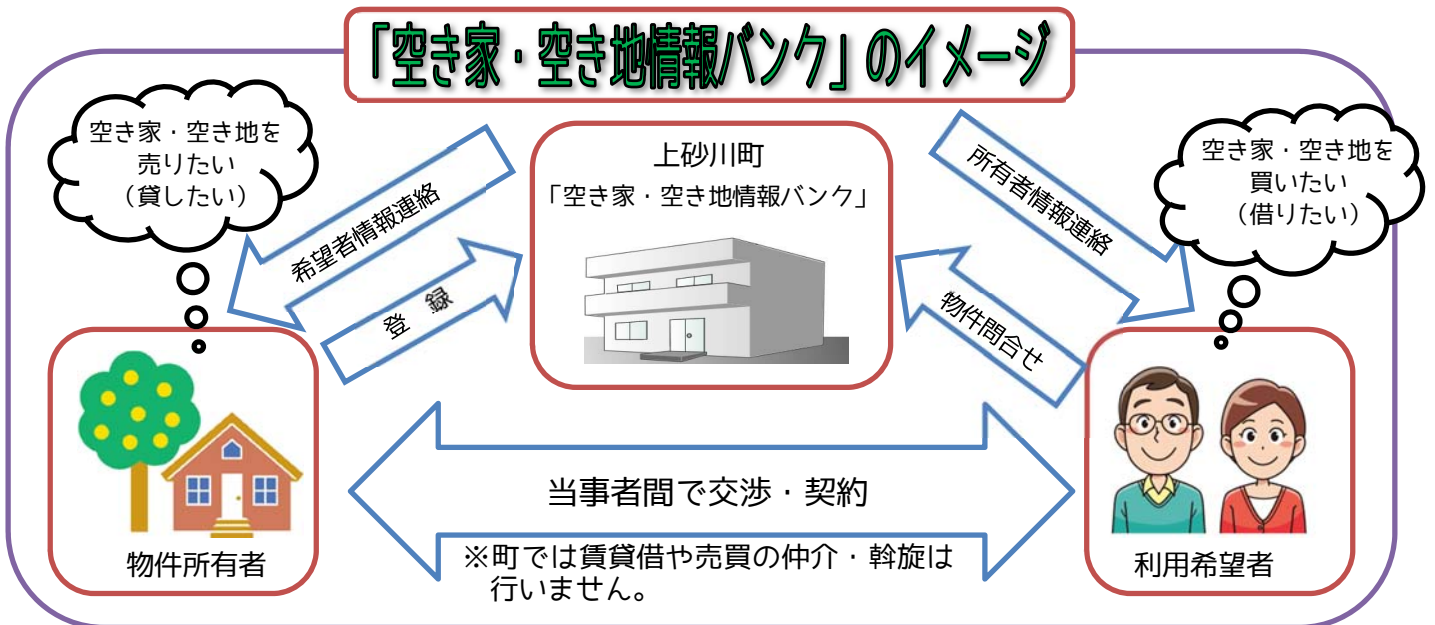 「空き家・空き地情報バンク」のイメージ
空き家・空き地を
売りたい
（貸したい）
希望者情報連絡
登　録
上砂川町
「空き家・空き地情報バンク」
所有者情報連絡
物件問合せ
空き家・空き地を
買いたい
（借りたい）
物件所有者
当事者間で交渉・契約
※町では賃貸借や売買の仲介・斡旋は
行いません。
利用希望者